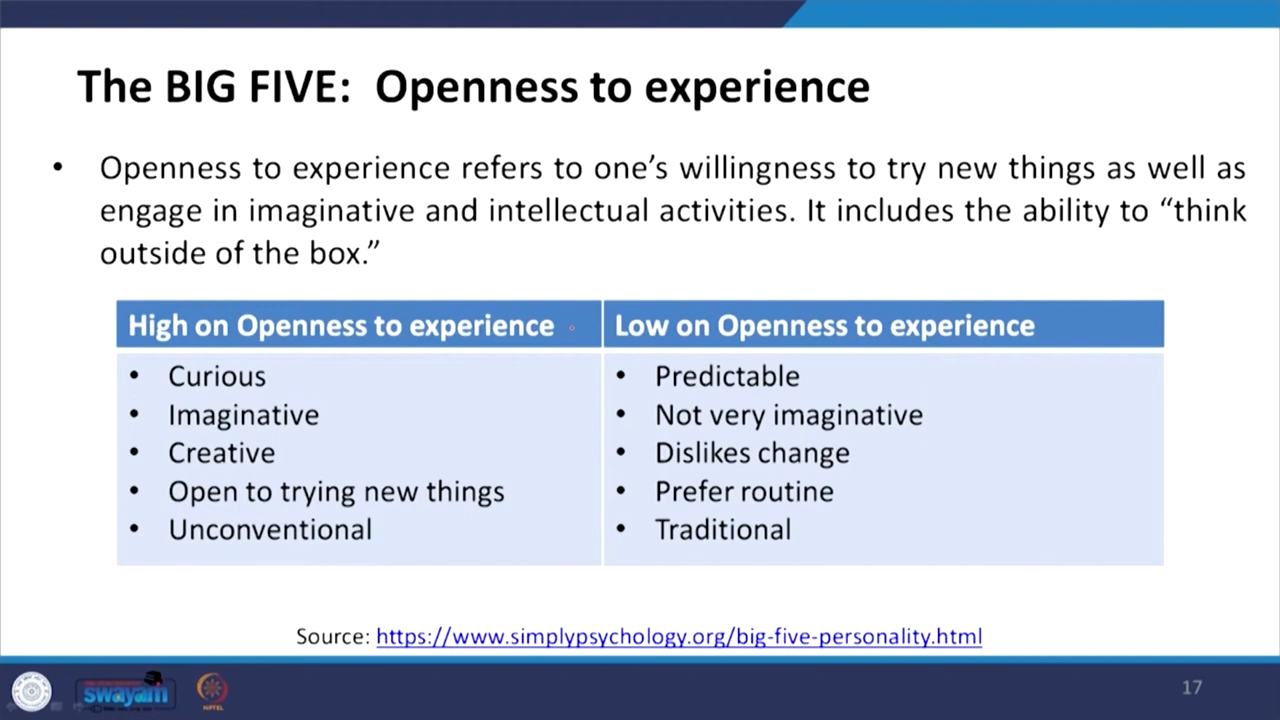 The BIG FIVE: Openness to experience
• Openness to experience refers to one’s willingness to try new things as well as
engage in imaginative and intellectual activities. It includes the ability to “think
outside of the box.”
High on Openness to experience
• Curious
• Imaginative
• Creative
• Open to trying new things
• Unconventional
Low on Openness to experience
• Predictable
• Not very imaginative
• Dislikes change
• Prefer routine
• Traditional
Source: https://www.simplypsychology.org/big-five-personality.html
swayam
NPTEL
17